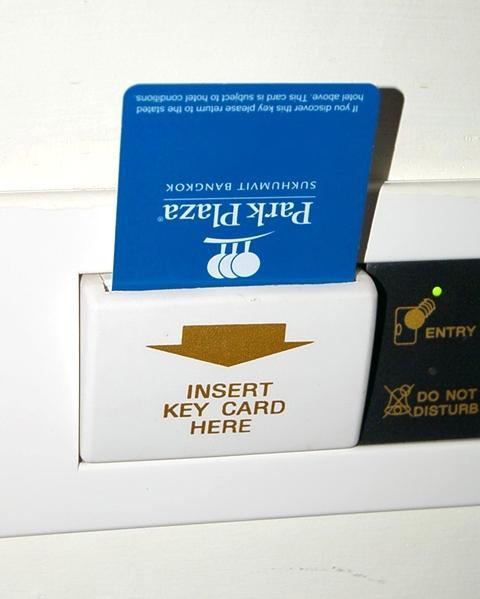 If you discover this key please return to the stated
hotel above. This card is subject to hotel conditions
SUKHUMVIT BANGKOK
Park Plaza®
INSERT
KEY CARD
HERE
ENTRY
DO NOT
DISTURB